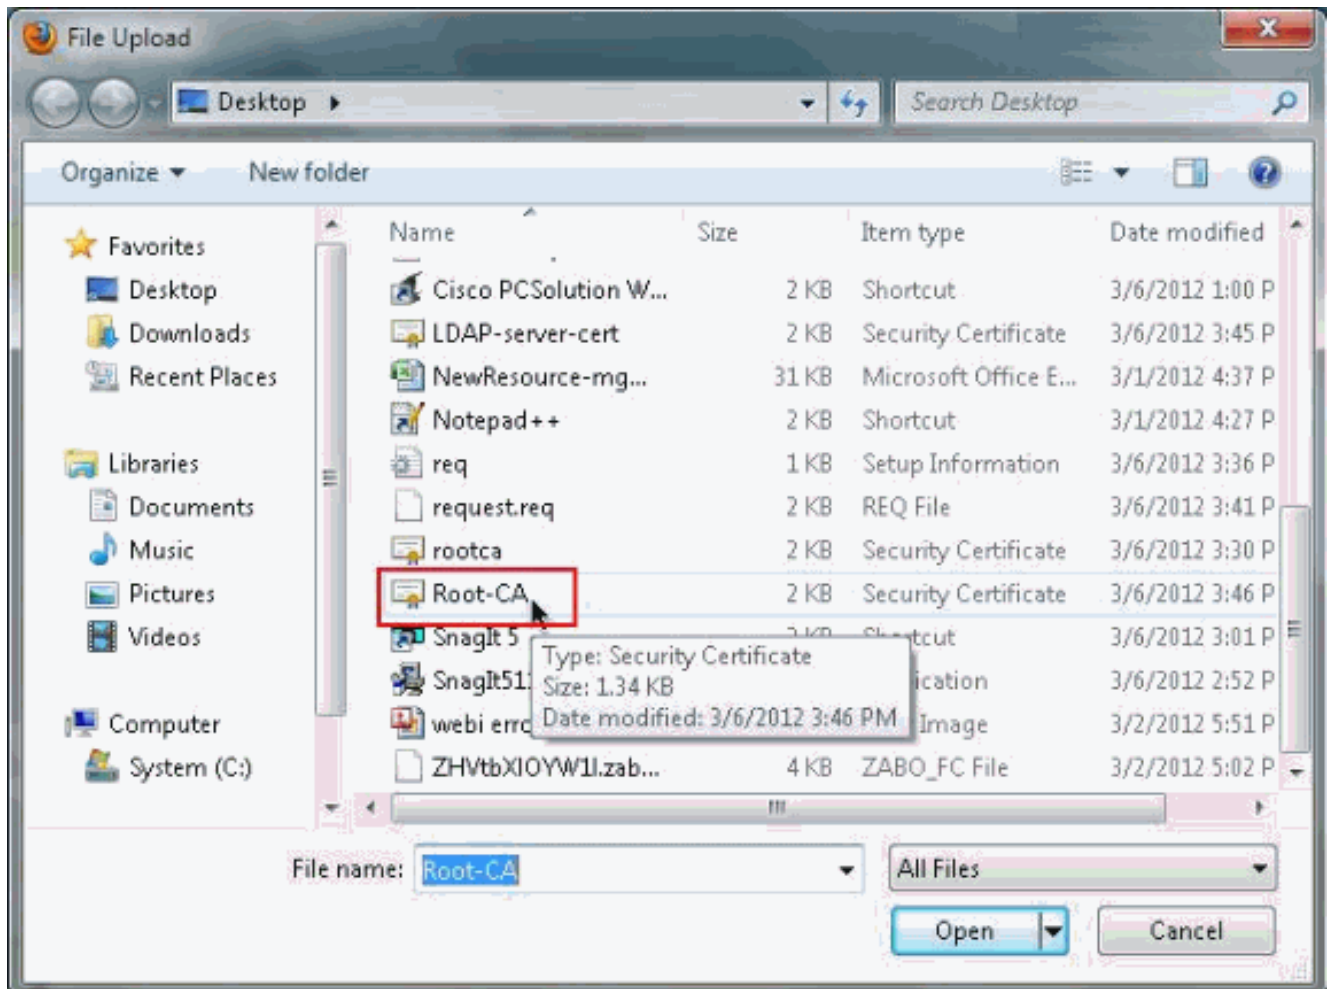 File Upload
Desktop
Search Desktop
Organize New folder
Favorites
Desktop
Downloads
Recent Places
Libraries
Documents
Music
Pictures
Videos
Computer
System (C:)
Name Size Item type Date modified
Cisco PCSolution W... 2 KB Shortcut 3/6/2012 1:00 P
LDAP-server-cert 2 KB Security Certificate 3/6/2012 3:45 P
NewResource-mg... 31 KB Microsoft Office E... 3/1/2012 4:37 P
Notepad++ 2 KB Shortcut 3/1/2012 4:27 P
req 1 KB Setup Information 3/6/2012 3:36 P
request.req 2 KB REQ File 3/6/2012 3:41 P
rootca 2 KB Security Certificate 3/6/2012 3:30 P
Root-CA 2 KB Security Certificate 3/6/2012 3:46 P
SnagIt 5 3/6/2012 3:01 P
SnagIt51 ication 3/6/2012 2:52 P
webi erro Image 3/2/2012 5:51 P
4 KB ZABO_FC File 3/2/2012 5:02 P
Type: Security Certificate
Size: 1.34 KB
Date modified: 3/6/2012 3:46 PM
File name: Root-CA All Files
Open Cancel